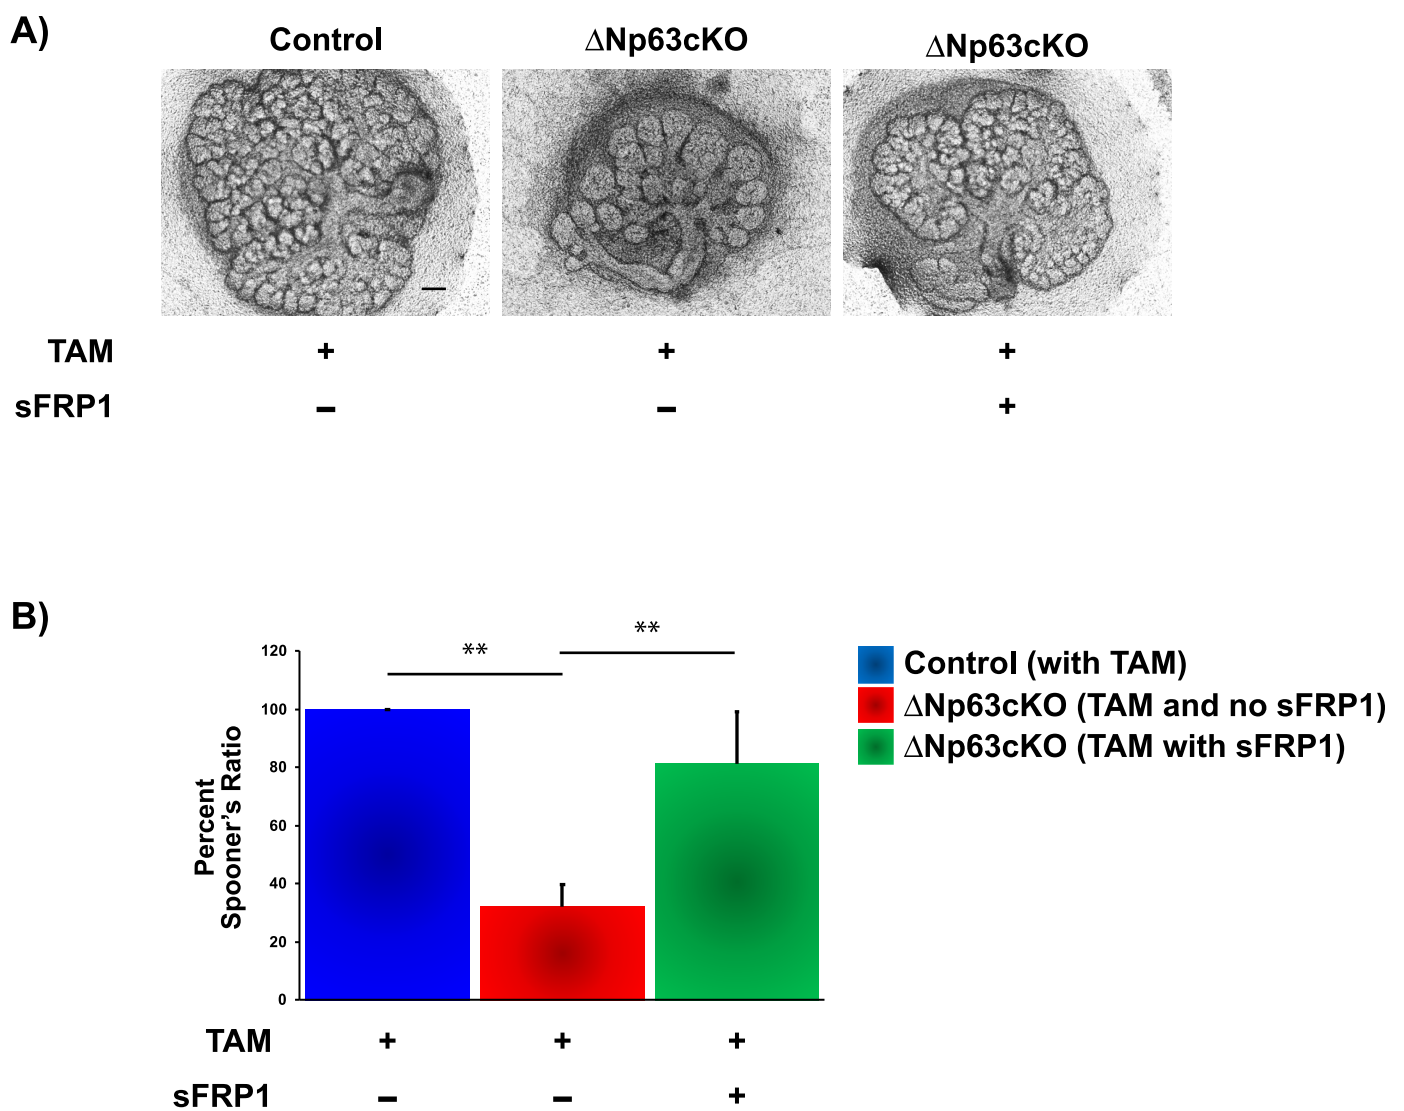 A)
Control ΔNp63cKO ΔNp63cKO
TAM + + +
sFRP1 – – +
B)
** **
120
100
80
60
40
20
0
Percent
Spooner's Ratio
Control (with TAM)
ΔNp63cKO (TAM and no sFRP1)
ΔNp63cKO (TAM with sFRP1)
TAM + + +
sFRP1 – – +